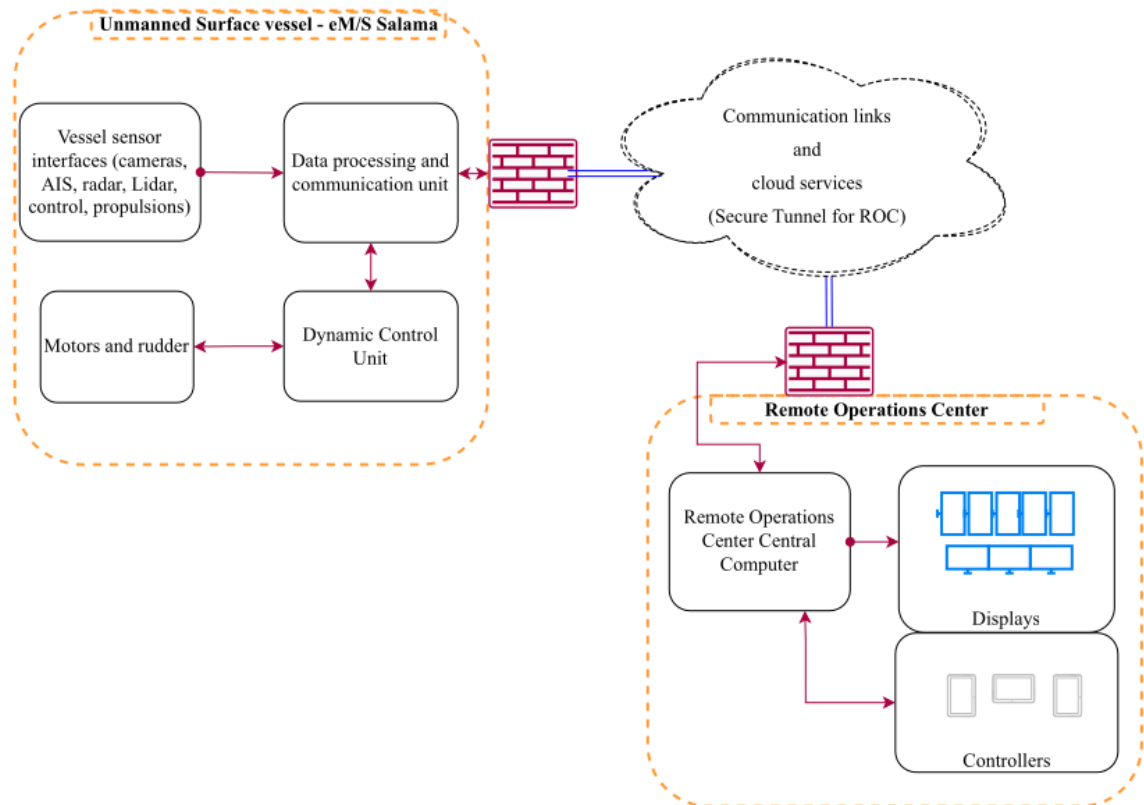 Unmanned Surface vessel - eM/S Salama
Vessel sensor
interfaces (cameras,
AIS, radar, Lidar,
control, propulsions)
Data processing and
communication unit
Motors and rudder
Dynamic Control
Unit
Communication links
and
cloud services
(Secure Tunnel for ROC)
Remote Operations Center
Remote Operations
Center Central
Computer
Displays
Controllers